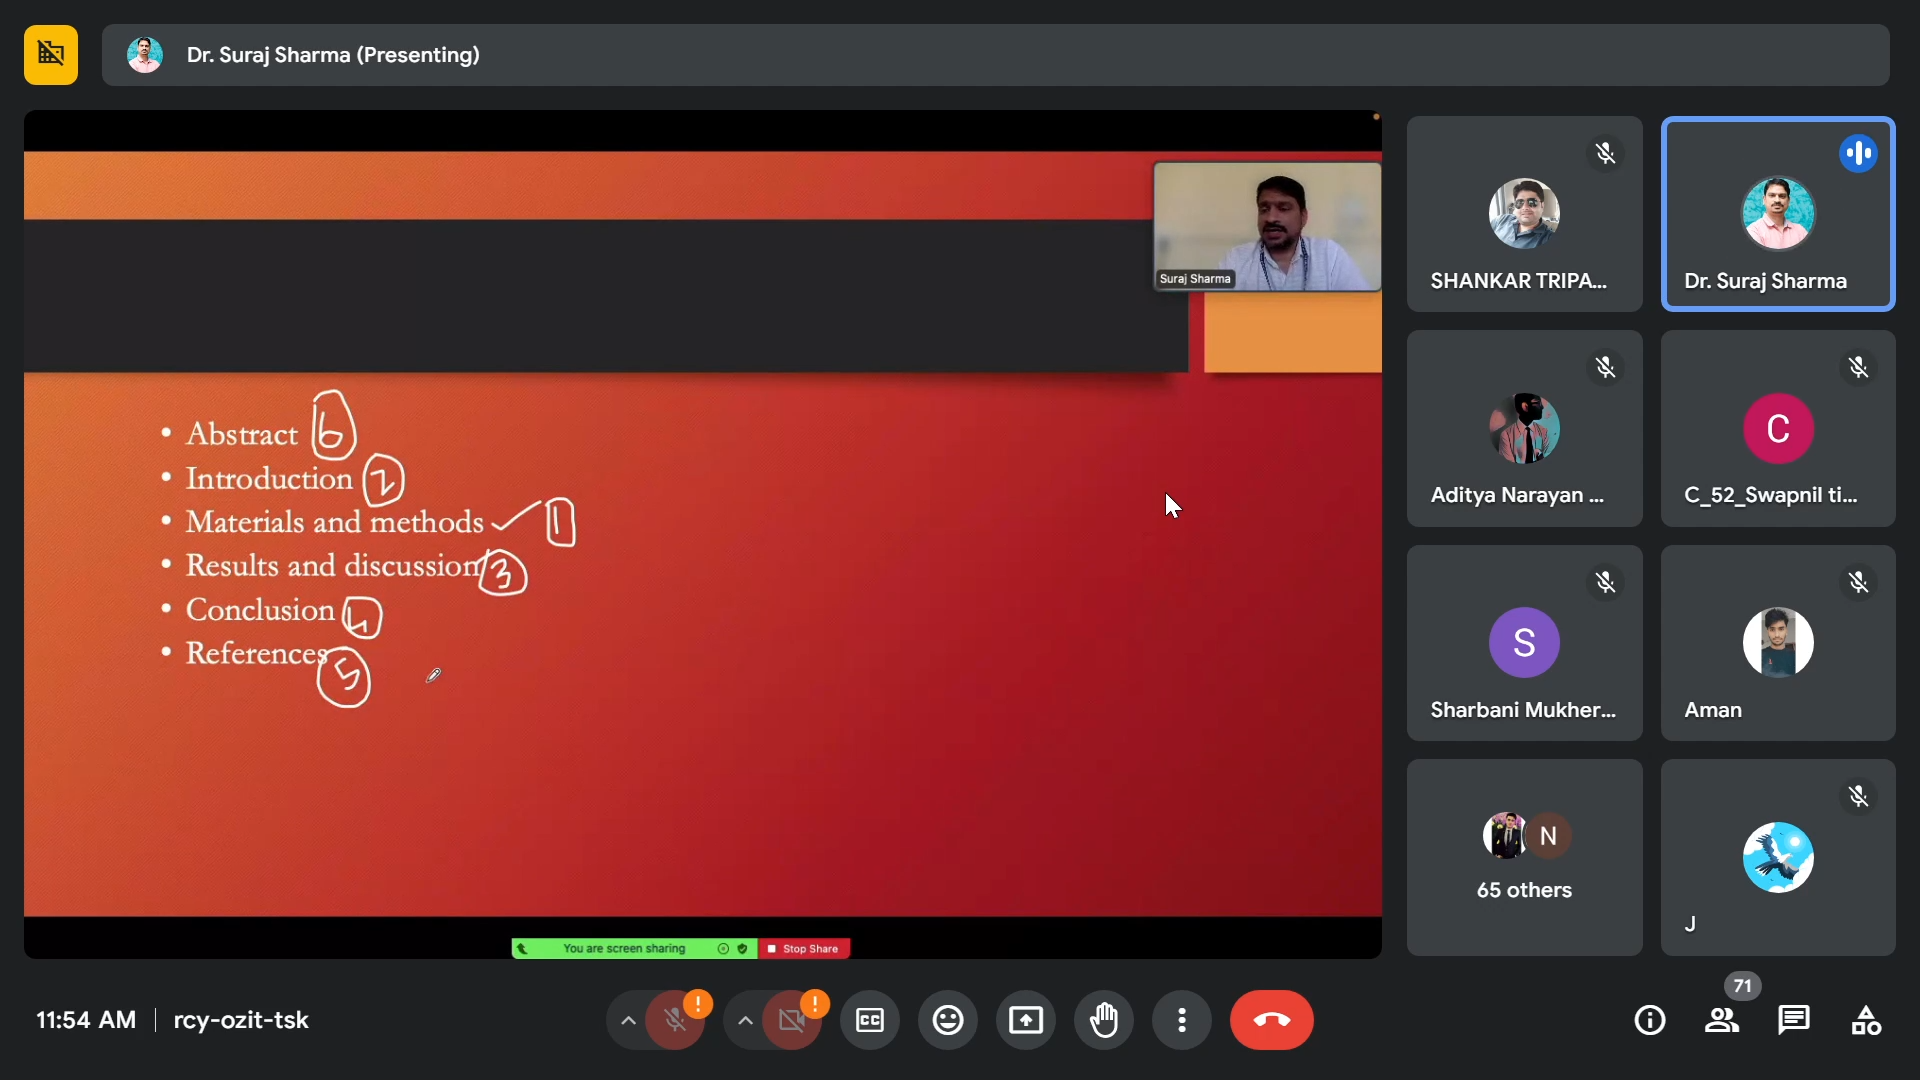 Dr. Suraj Sharma (Presenting)
Suraj Sharma
• Abstract 6
• Introduction 2
• Materials and methods ✓ 1
• Results and discussion 3
• Conclusion 4
• References 5
You are screen sharing Stop Share
SHANKAR TRIPA...
Dr. Suraj Sharma
Aditya Narayan ...
C
C_52_Swapnil ti...
S
Sharbani Mukher...
Aman
N
65 others
J
11:54 AM | rcy-ozit-tsk
! ! CC
71